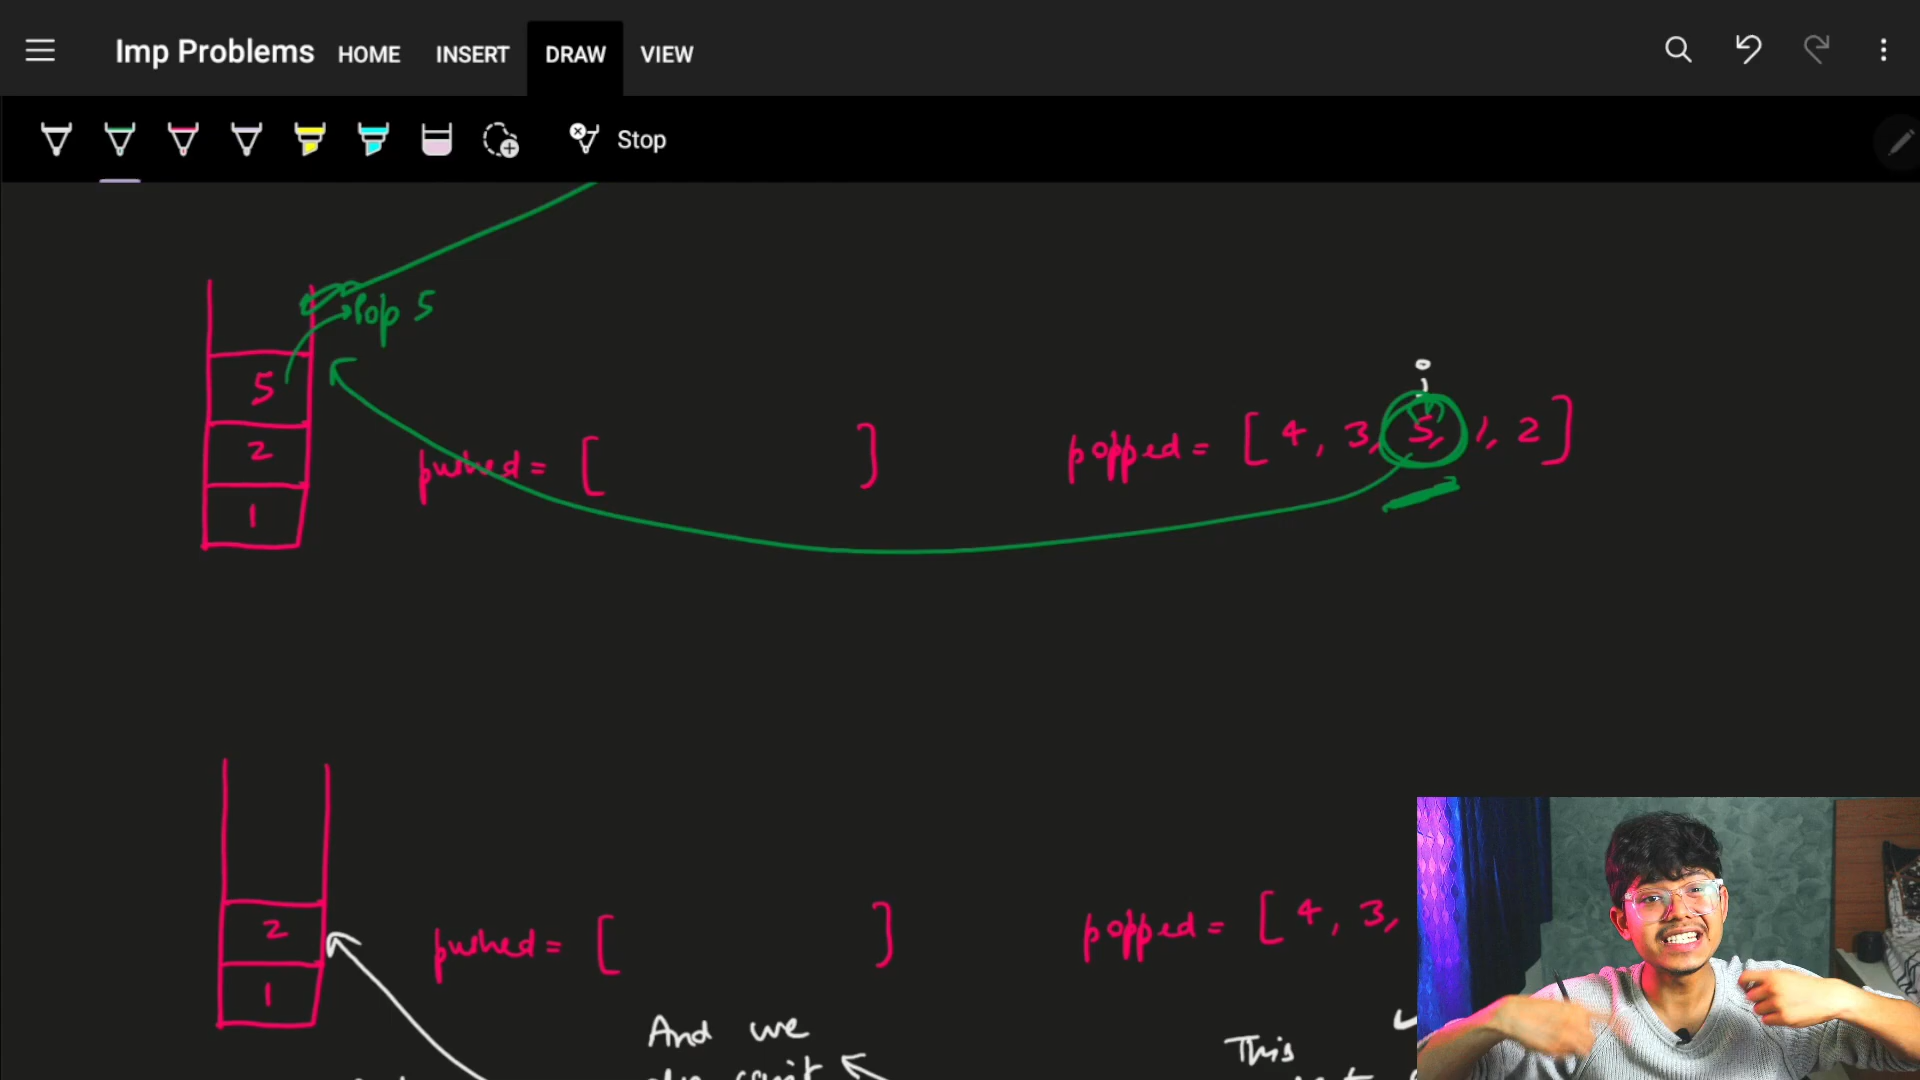 Imp Problems HOME INSERT DRAW VIEW
Stop
Pop 5
5
2
1
pushed = [ ]
popped = [ 4, 3, 5, 1, 2 ]
i
2
1
pushed = [ ]
popped = [ 4, 3,
And we
can't
This